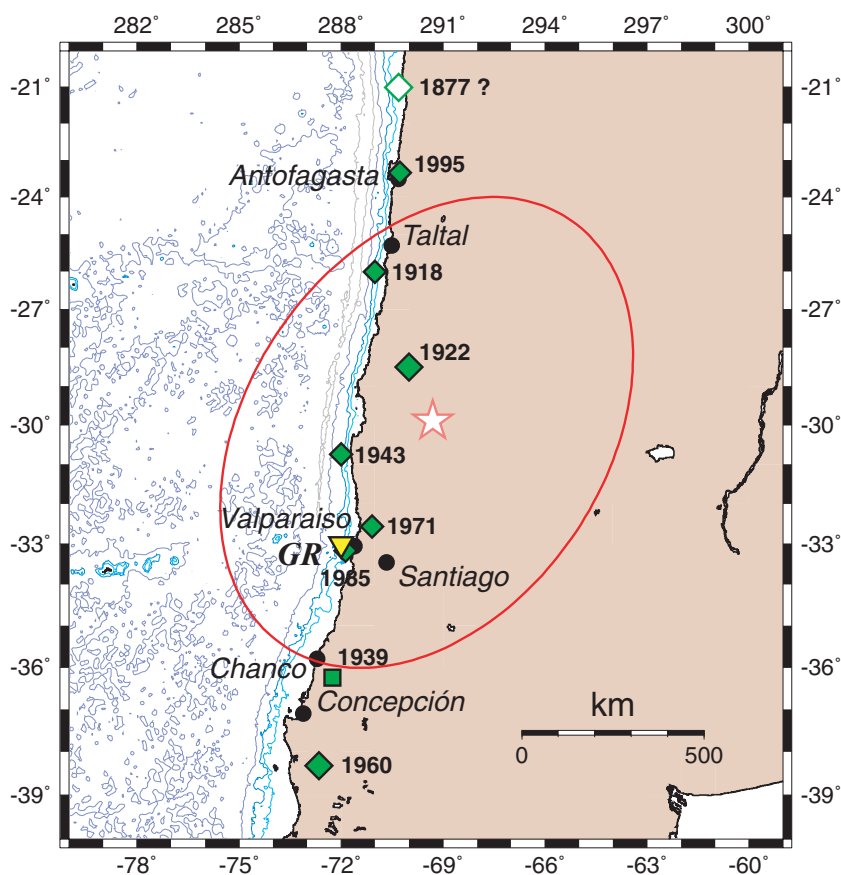 282° 285° 288° 291° 294° 297° 300°
-21°
1877 ?
Antofagasta
1995
-24°
Taltal
1918
-27°
1922
-30°
1943
Valparaiso
1971
-33°
GR
1985
Santiago
1939
Chanco
-36°
Concepción
km
0 500
1960
-39°
-78° -75° -72° -69° -66° -63° -60°
-21°
-24°
-27°
-30°
-33°
-36°
-39°